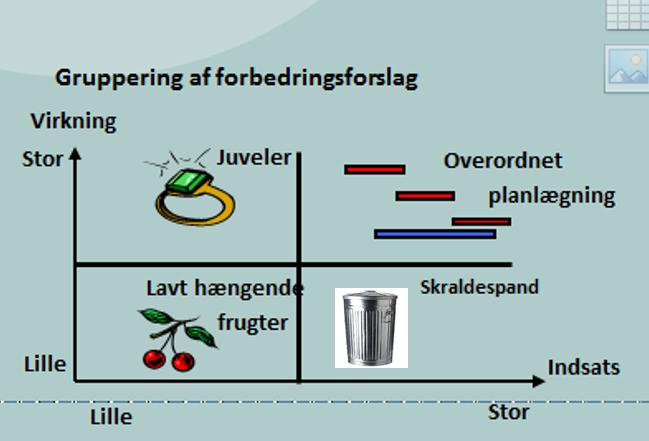 Gruppering af forbedringsforslag
Virkning
Stor
Juveler
Overordnet
planlægning
Lavt hængende
frugter
Skraldespand
Lille
Indsats
Lille
Stor